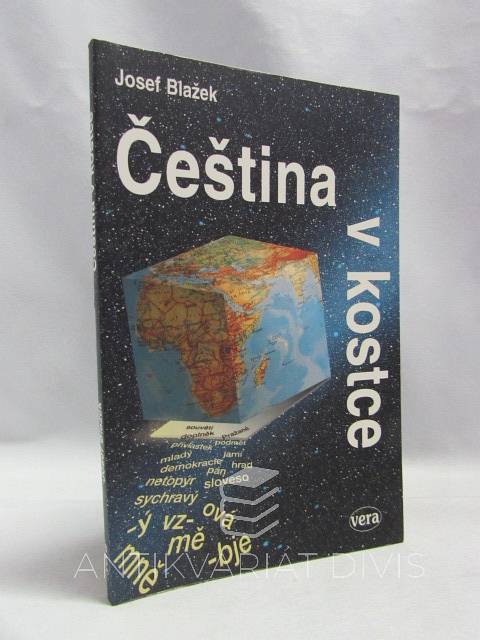 Josef Blažek
Čeština
v kostce
souvětí
doplněk Pražané
přívlastek podmět
mladý jarní
demokracie hrad
pán
netopýr sloveso
sychravý
-ý vz- ová
mně- mě -bje
vera
ANTIKVARIÁT DIVIS